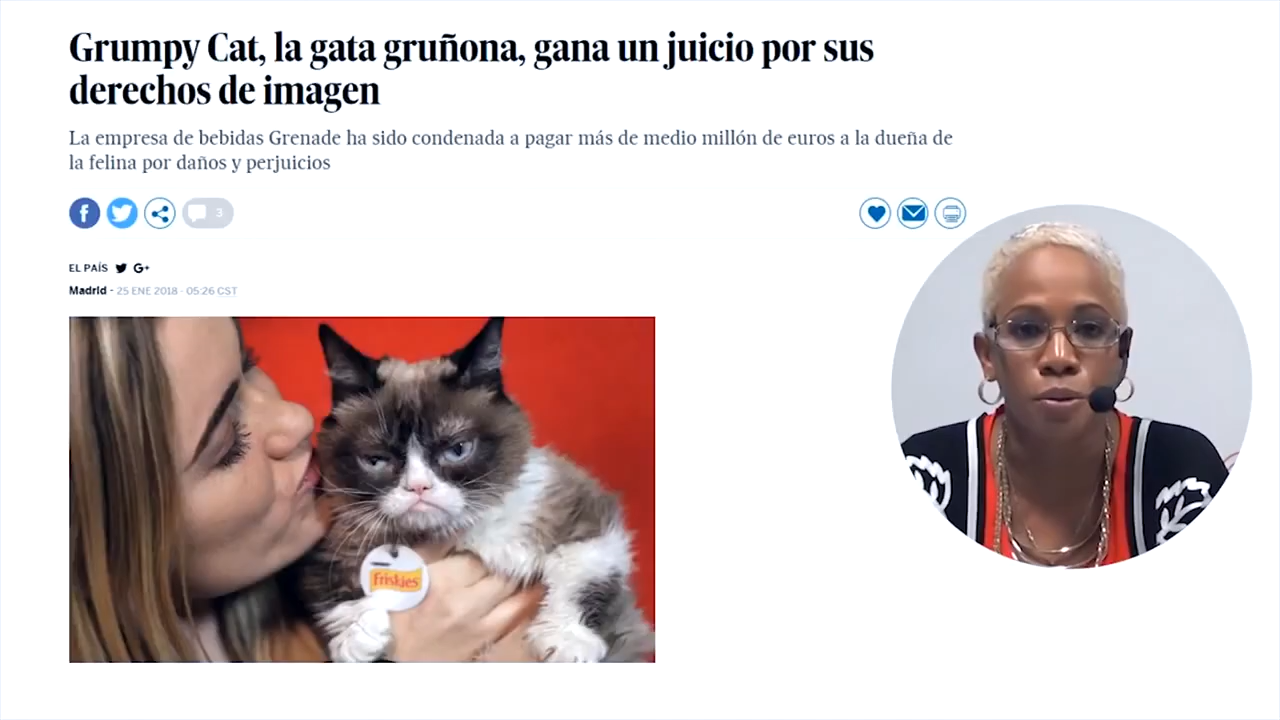 Grumpy Cat, la gata gruñona, gana un juicio por sus
derechos de imagen
La empresa de bebidas Grenade ha sido condenada a pagar más de medio millón de euros a la dueña de
la felina por daños y perjuicios
3
EL PAÍS G+
Madrid - 25 ENE 2018 - 05:26 CST
Friskies